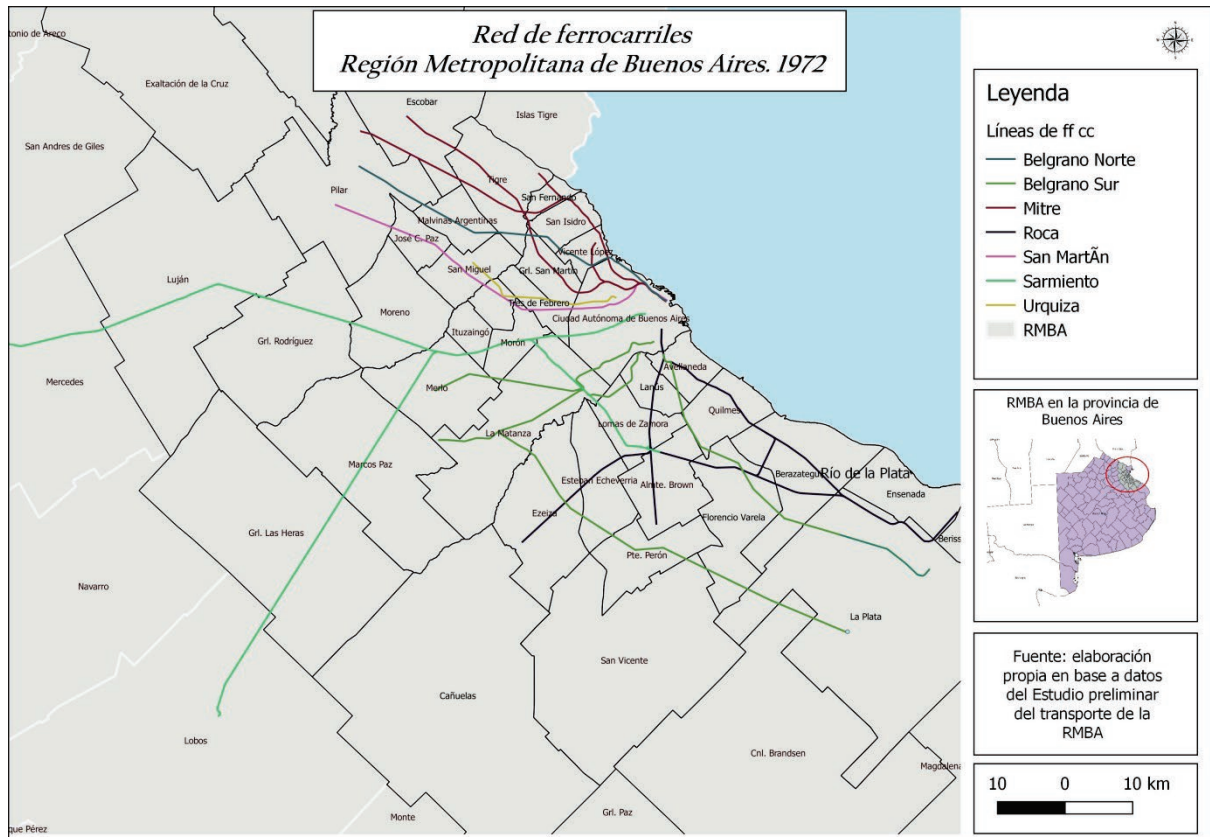 Red de ferrocarriles
Región Metropolitana de Buenos Aires. 1972
tonio de Areco
Exaltación de la Cruz
Escobar
Islas Tigre
San Andres de Giles
Pilar
Tigre
San Fernando
San Isidro
Malvinas Argentinas
José C. Paz
Vicente López
San Miguel
Grl. San Martín
Luján
Tres de Febrero
Moreno
Ciudad Autónoma de Buenos Aires
Ituzaingó
Morón
Grl. Rodríguez
Mercedes
Merlo
Avellaneda
Lanus
Quilmes
Lomas de Zamora
La Matanza
Marcos Paz
Berazategui
Río de la Plata
Esteban Echeverria
Almte. Brown
Ensenada
Ezeiza
Florencio Varela
Beriss
Grl. Las Heras
Pte. Perón
Navarro
La Plata
San Vicente
Cañuelas
Lobos
Cnl. Brandsen
Magdalena
Grl. Paz
Monte
que Pérez
Leyenda
Líneas de ff cc
Belgrano Norte
Belgrano Sur
Mitre
Roca
San MartÃn
Sarmiento
Urquiza
RMBA
RMBA en la provincia de
Buenos Aires
Fuente: elaboración
propia en base a datos
del Estudio preliminar
del transporte de la
RMBA
10 0 10 km